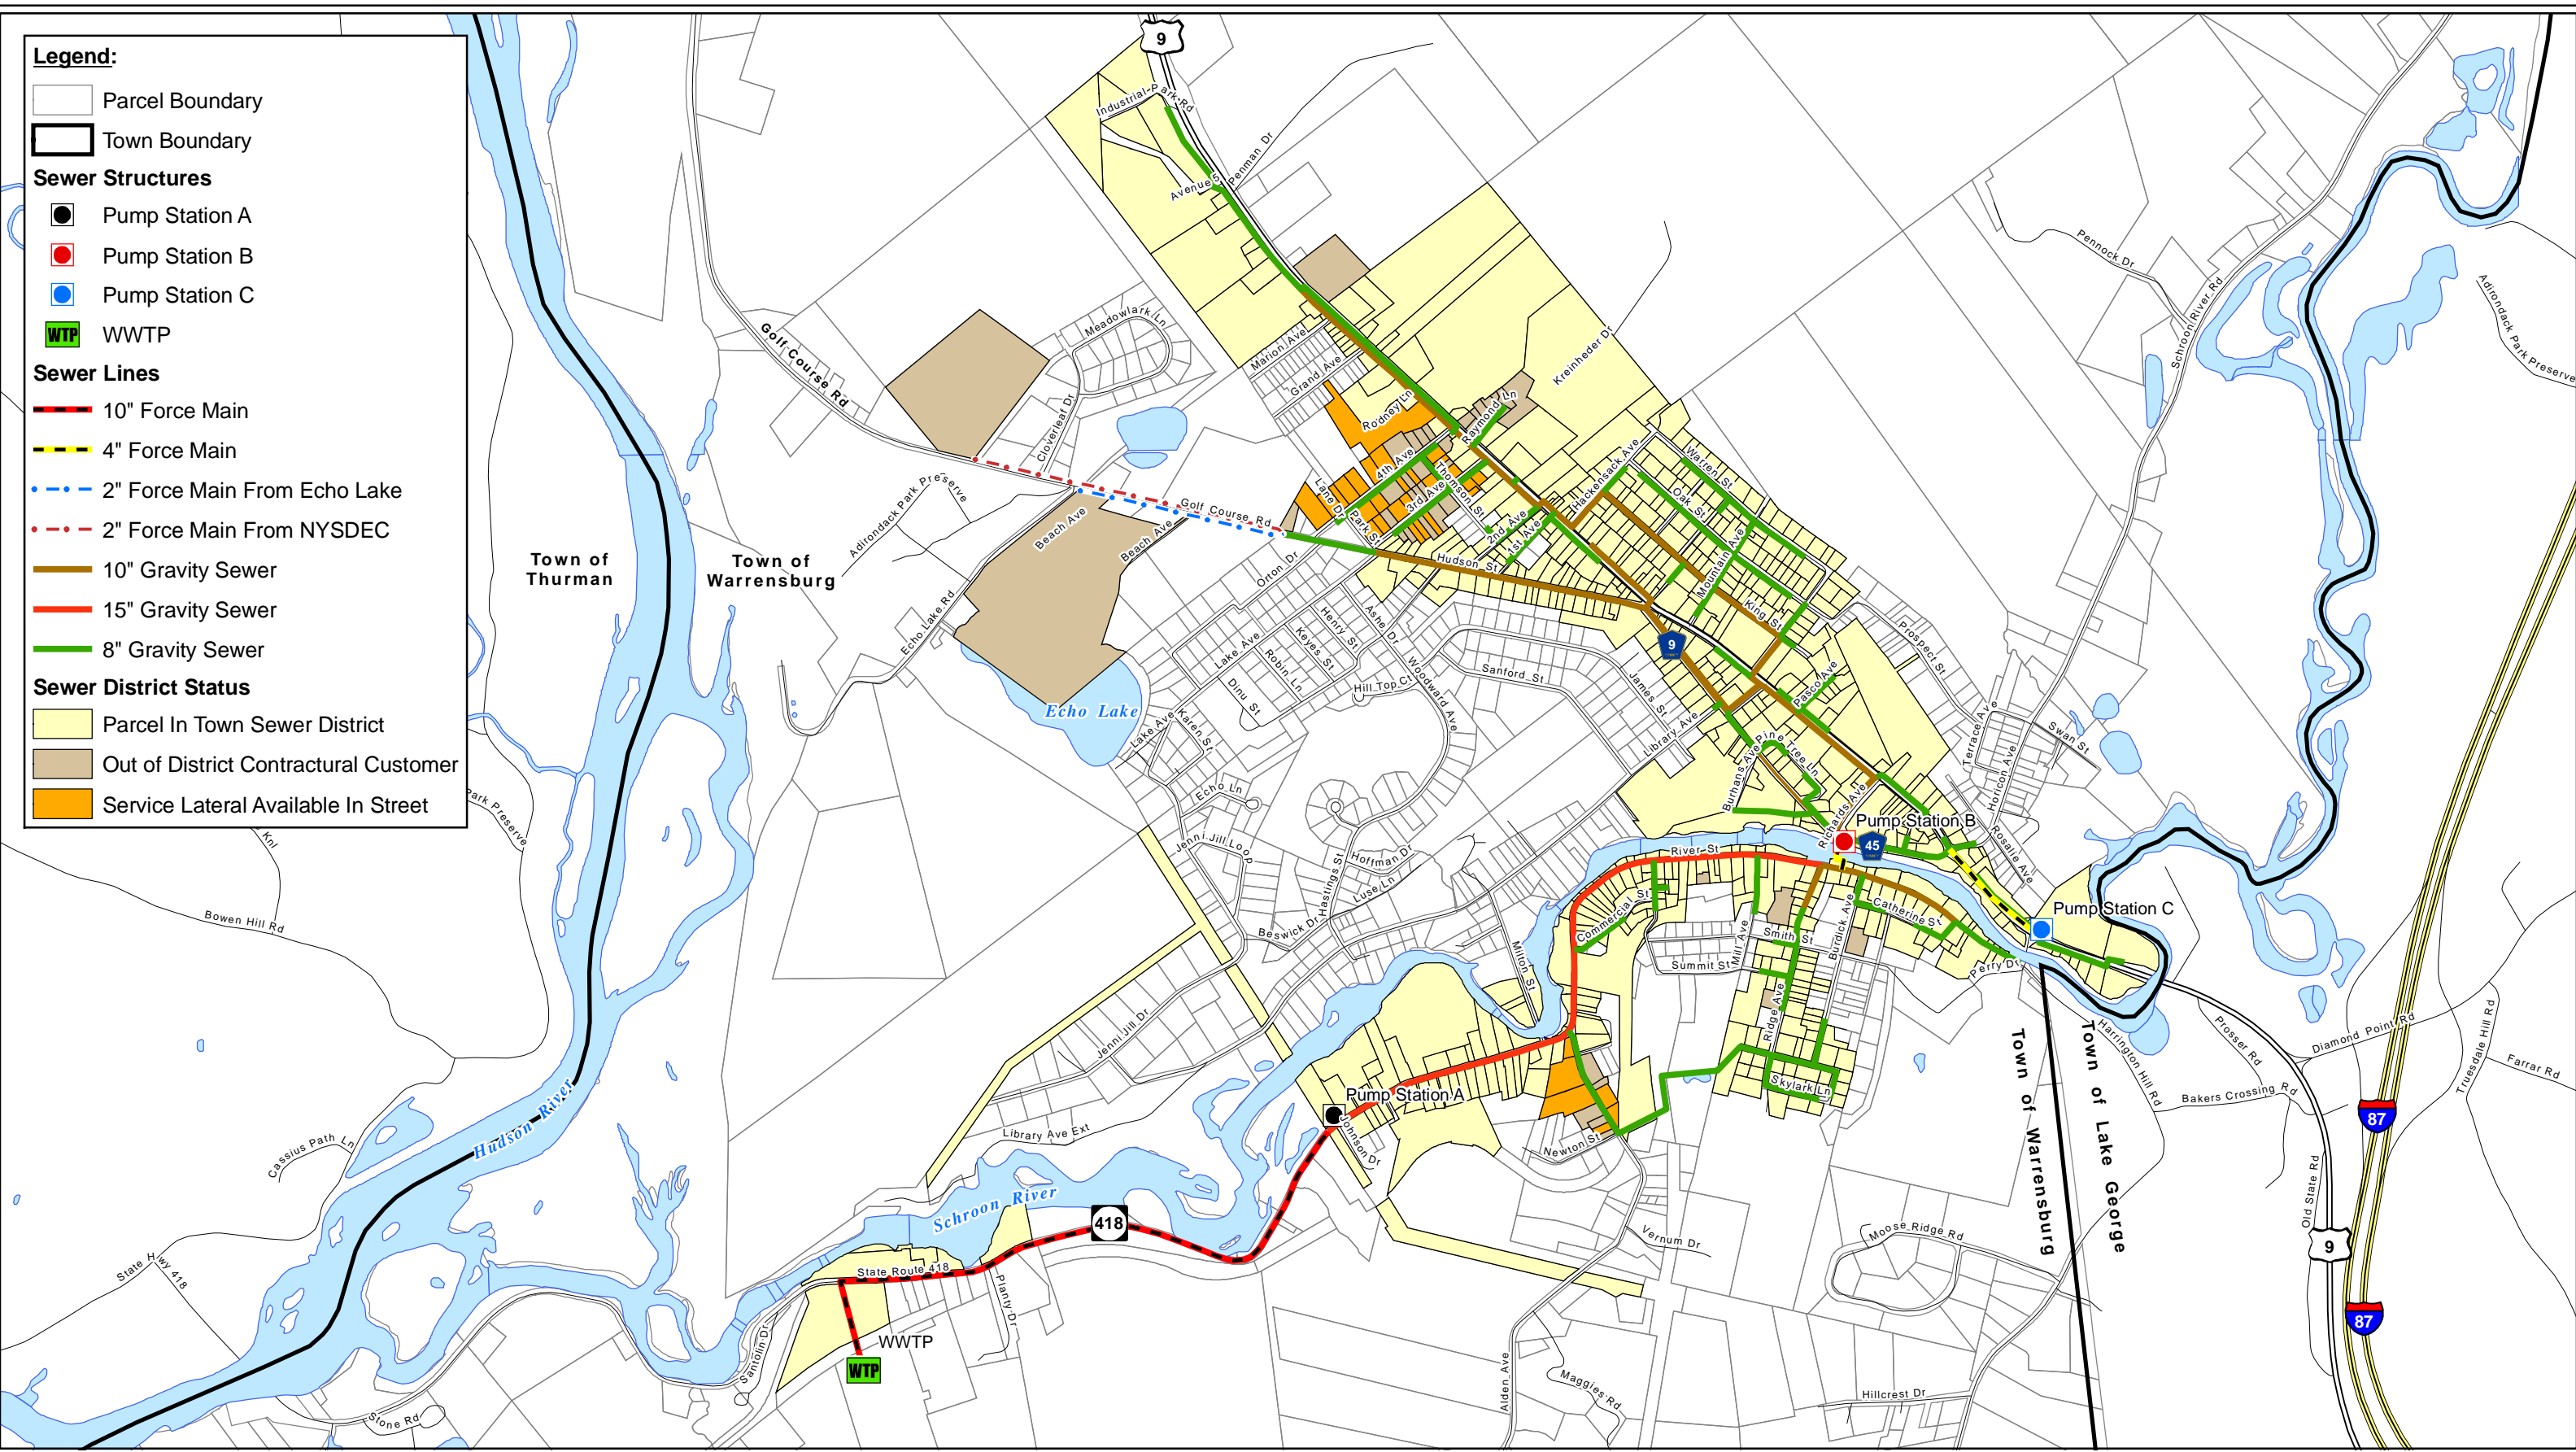 Legend:
Parcel Boundary
Town Boundary
Sewer Structures
Pump Station A
Pump Station B
Pump Station C
WTP WWTP
Sewer Lines
10" Force Main
4" Force Main
2" Force Main From Echo Lake
2" Force Main From NYSDEC
10" Gravity Sewer
15" Gravity Sewer
8" Gravity Sewer
Sewer District Status
Parcel In Town Sewer District
Out of District Contractural Customer
Service Lateral Available In Street
9
Industrial Park Rd
Penman Dr
Avenue S
Pennock Dr
Schroon River Rd
Adirondack Park Preserve
Meadowlark Ln
Golf Course Rd
Cloverleaf Dr
Marion Ave
Grand Ave
Rodney Ln
Raymond Ln
Kreinheder Dr
Hackensack Ave
Warren St
Oak St
4th Ave
Thomson St
3rd Ave
Lane Dr
Park St
2nd Ave
1st Ave
Mountain Ave
King St
Adirondack Park Preserve
Beach Ave
Beach Ave
Golf Course Rd
Hudson St
Orton Dr
Town of
Thurman
Town of
Warrensburg
Echo Lake Rd
Echo Lake
Lake Ave
Henry St
Keyes St
Robin Ln
Dinu St
Ashe Dr
Hill Top Ct
Woodward Ave
Sanford St
James St
Library Ave
9
Prospect St
Pasco Ave
Pine Tree Ln
Burhans Ave
Richards Ave
Terrace Ave
Swan St
Horicon Ave
Rosalie Ave
Lake Ave
Karen St
Echo Ln
Jenni Jill Loop
Hoffman Dr
Luse Ln
Hastings St
Beswick Dr
Jenni Jill Dr
Park Preserve
Knl
Bowen Hill Rd
Pump Station B
45
River St
Commercial St
Mill Ave
Smith St
Summit St
Burdick Ave
Catherine St
Perry Dr
Ridge Ave
Skylark Ln
Milton St
Pump Station C
Pump Station A
Johnson Dr
Newton St
Vernum Dr
Library Ave Ext
Schroon River
Hudson River
Cassius Path Ln
State Hwy 418
418
State Route 418
Planty Dr
Santolin Dr
WWTP
WTP
Stone Rd
Alden Ave
Maggies Rd
Moose Ridge Rd
Hillcrest Dr
Town of Warrensburg
Town of Lake George
Harrington Hill Rd
Prosser Rd
Diamond Point Rd
Bakers Crossing Rd
Truesdale Hill Rd
Farrar Rd
Old State Rd
87
9
87